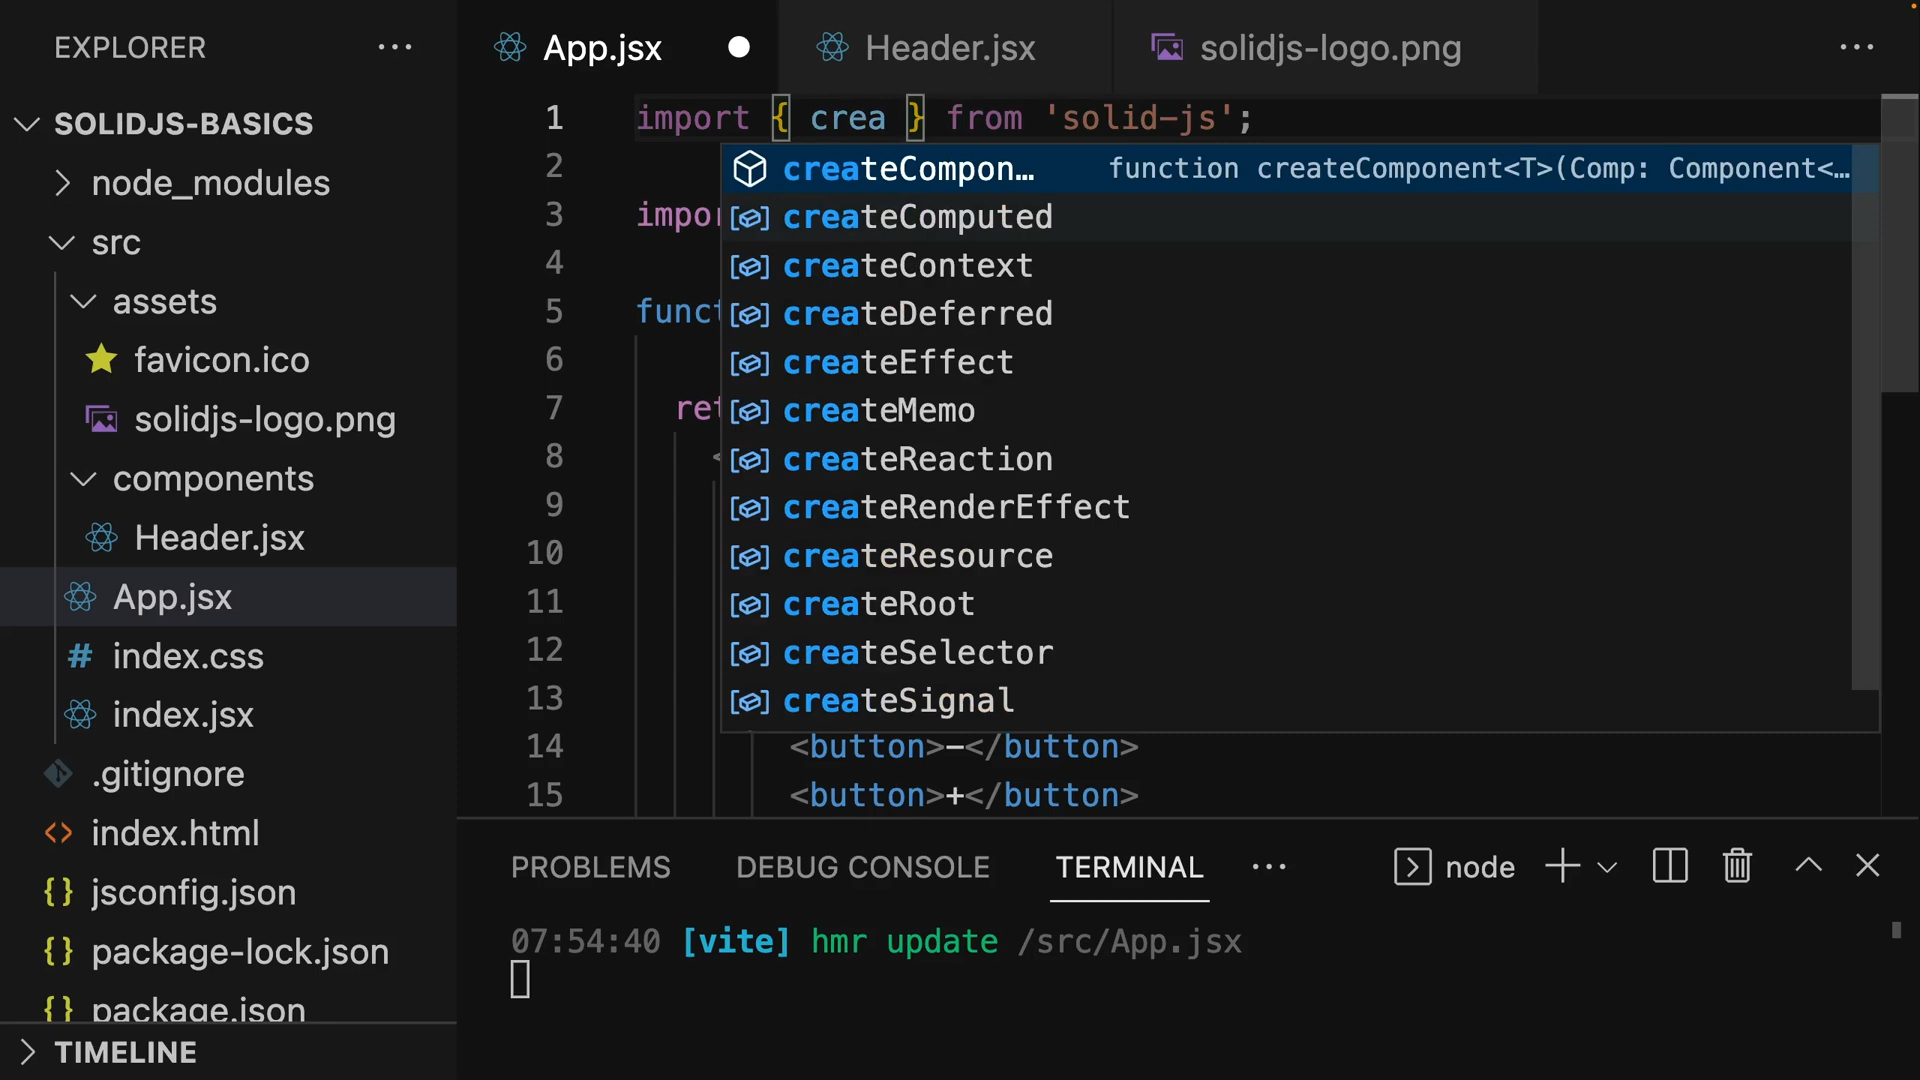 EXPLORER ...
SOLIDJS-BASICS
node_modules
src
assets
favicon.ico
solidjs-logo.png
components
Header.jsx
App.jsx
# index.css
index.jsx
.gitignore
<> index.html
{} jsconfig.json
{} package-lock.json
{} package.json
TIMELINE
App.jsx Header.jsx solidjs-logo.png ...
1 import { crea } from 'solid-js';
2
3 impor
4
5 funct
6
7 ret
8 <
9
10
11
12
13
14 <button>−</button>
15 <button>+</button>
createCompon… function createComponent<T>(Comp: Component<…
createComputed
createContext
createDeferred
createEffect
createMemo
createReaction
createRenderEffect
createResource
createRoot
createSelector
createSignal
PROBLEMS DEBUG CONSOLE TERMINAL ... node
07:54:40 [vite] hmr update /src/App.jsx